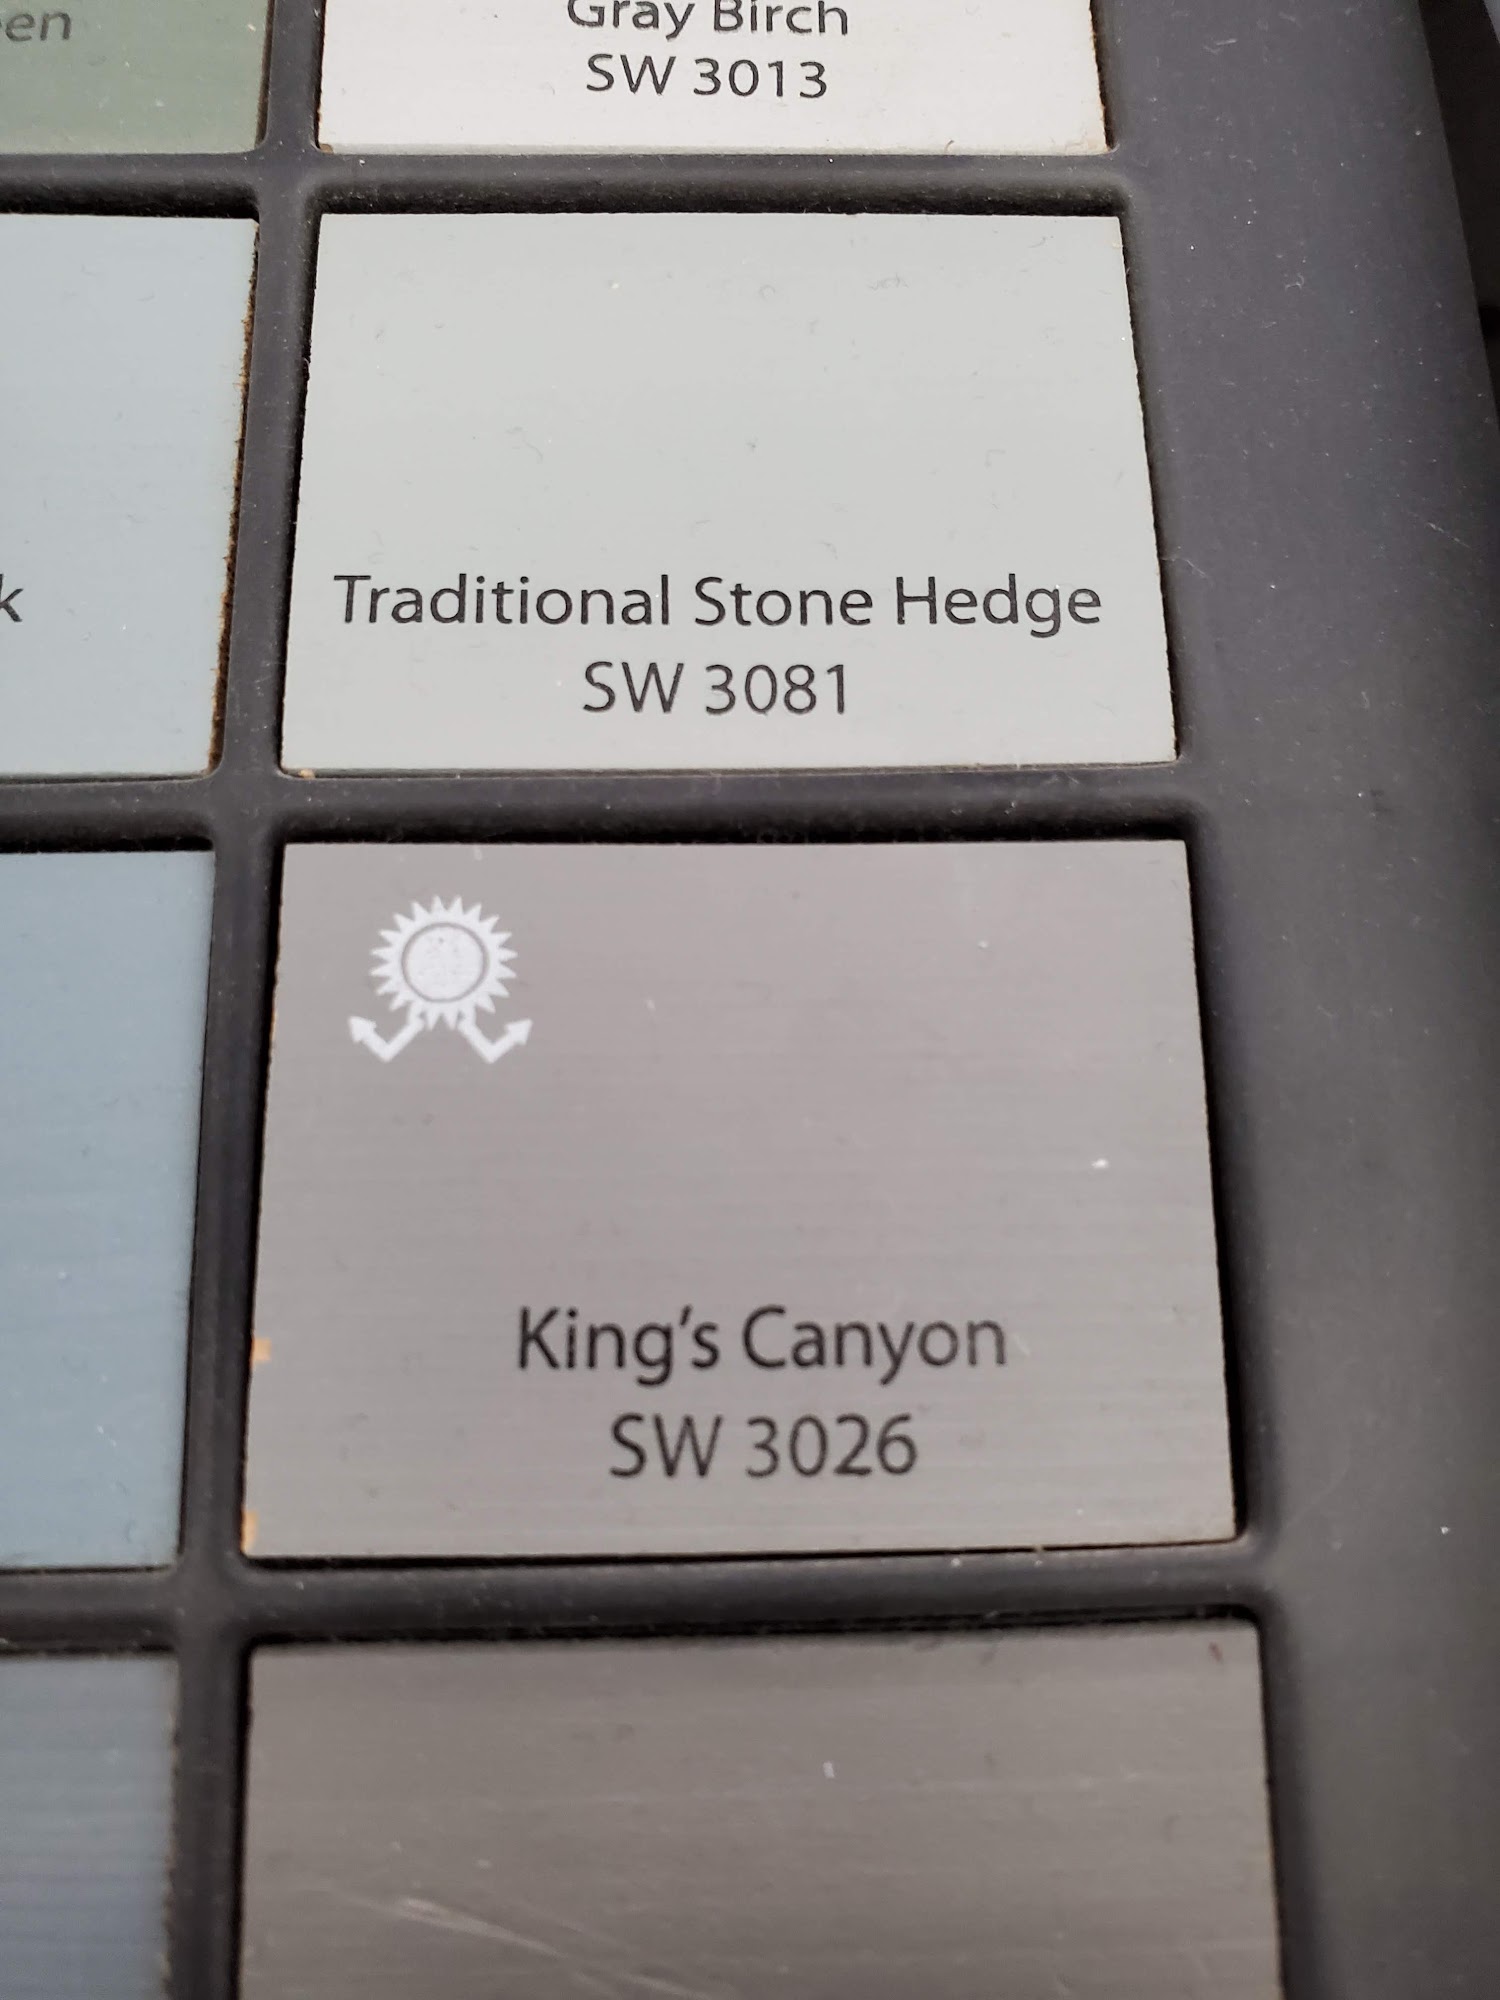 Gray Birch
SW 3013
Traditional Stone Hedge
SW 3081
King's Canyon
SW 3026